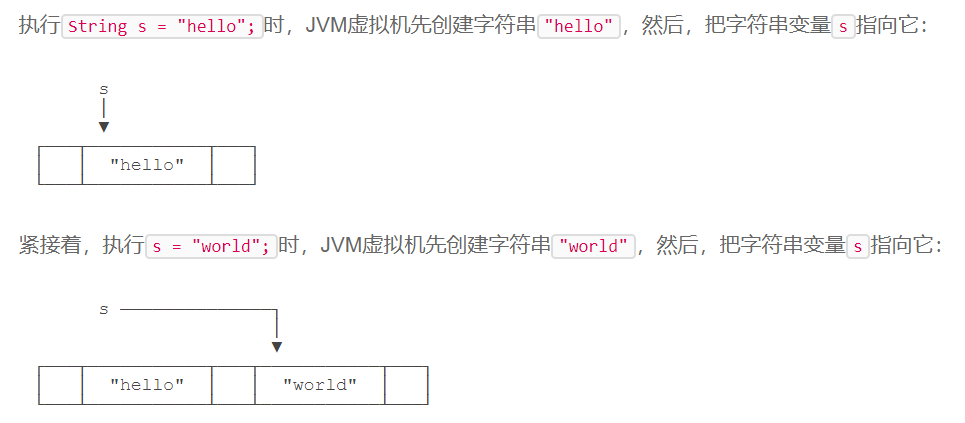 执行String s = "hello";时，JVM虚拟机先创建字符串"hello"，然后，把字符串变量s指向它：
s
"hello"
紧接着，执行s = "world";时，JVM虚拟机先创建字符串"world"，然后，把字符串变量s指向它：
s
"hello" "world"